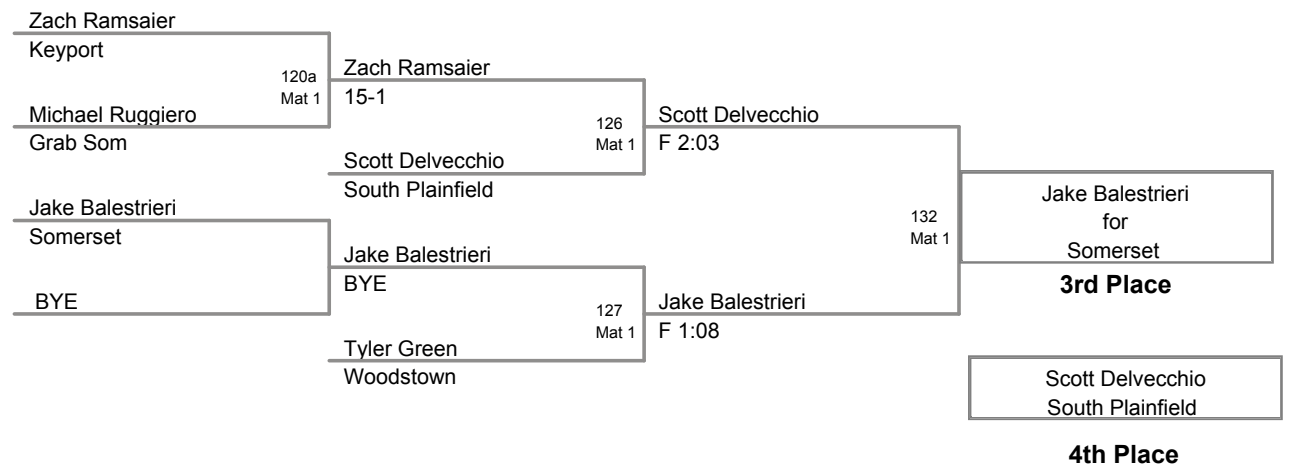 Zach Ramsaier
Keyport
120a
Mat 1
Michael Ruggiero
Grab Som
Zach Ramsaier
15-1
126
Mat 1
Scott Delvecchio
South Plainfield
Scott Delvecchio
F 2:03
Jake Balestrieri
Somerset
BYE
Jake Balestrieri
BYE
127
Mat 1
Tyler Green
Woodstown
Jake Balestrieri
F 1:08
132
Mat 1
Jake Balestrieri
for
Somerset
3rd Place
Scott Delvecchio
South Plainfield
4th Place